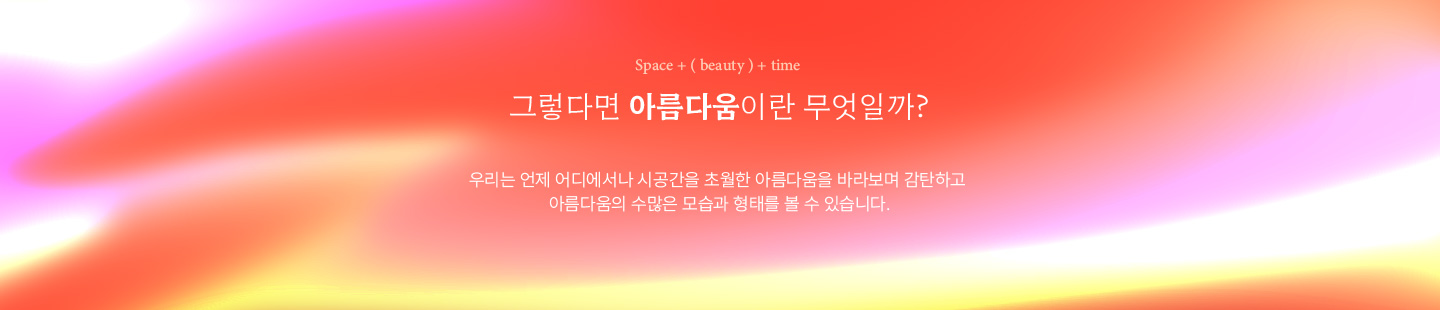 Space + ( beauty ) + time
그렇다면 아름다움이란 무엇일까?
우리는 언제 어디에서나 시공간을 초월한 아름다움을 바라보며 감탄하고
아름다움의 수많은 모습과 형태를 볼 수 있습니다.